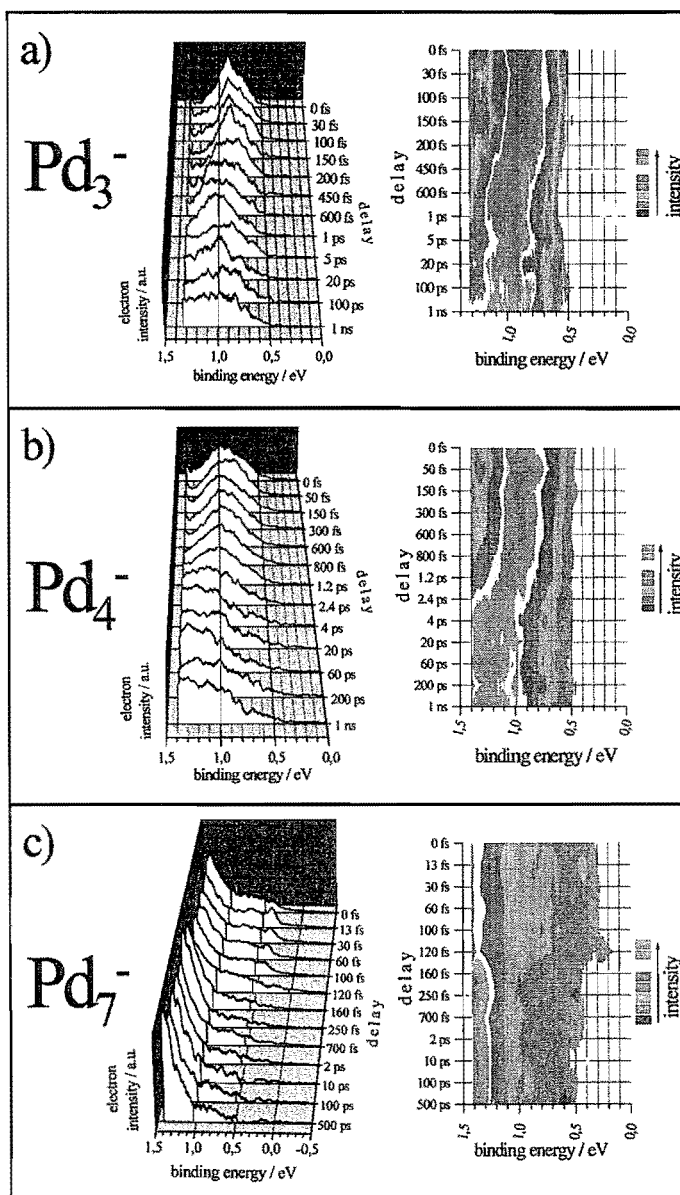 a)
Pd3-
0 fs
30 fs
100 fs
150 fs
200 fs
450 fs
600 fs
1 ps
5 ps
20 ps
100 ps
1 ns
delay
electron
intensity / a.u.
1,5
1,0
0,5
0,0
binding energy / eV
0 fs
30 fs
100 fs
150 fs
200 fs
450 fs
600 fs
1 ps
5 ps
20 ps
100 ps
1 ns
delay
1,0
0,5
0,0
binding energy / eV
intensity
b)
Pd4-
0 fs
50 fs
150 fs
300 fs
600 fs
800 fs
1.2 ps
2.4 ps
4 ps
20 ps
60 ps
200 ps
1 ns
delay
electron
intensity / a.u.
1,5
1,0
0,5
0,0
binding energy / eV
0 fs
50 fs
150 fs
300 fs
600 fs
800 fs
1.2 ps
2.4 ps
4 ps
20 ps
60 ps
200 ps
1 ns
delay
1,5
1,0
0,5
0,0
binding energy / eV
intensity
c)
Pd7-
0 fs
13 fs
30 fs
60 fs
100 fs
120 fs
160 fs
250 fs
700 fs
2 ps
10 ps
100 ps
500 ps
delay
electron
intensity / a.u.
1,5
1,0
0,5
0,0
-0,5
binding energy / eV
0 fs
13 fs
30 fs
60 fs
100 fs
120 fs
160 fs
250 fs
700 fs
2 ps
10 ps
100 ps
500 ps
delay
1,5
1,0
0,5
0,0
binding energy / eV
intensity